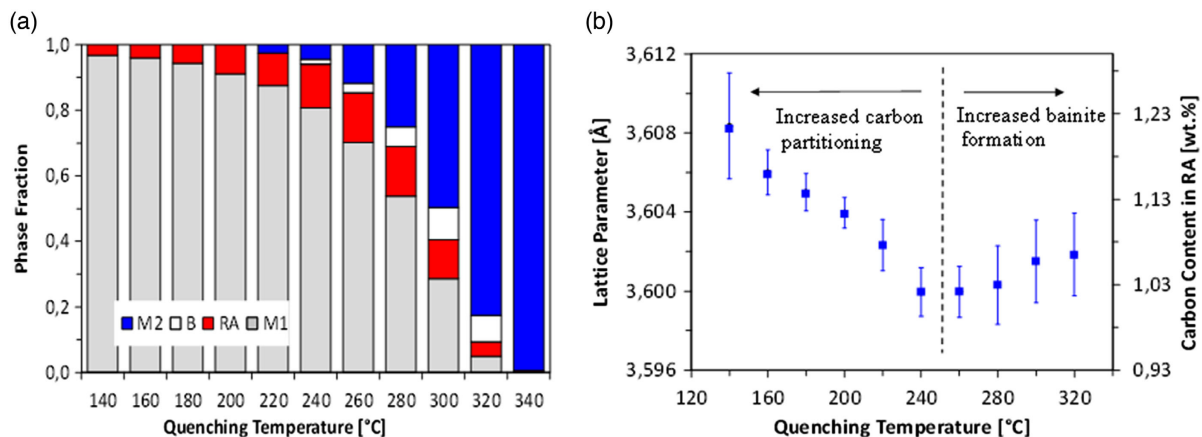 (a)
1,0
0,8
0,6
0,4
0,2
0,0
Phase Fraction
M2 B RA M1
140 160 180 200 220 240 260 280 300 320 340
Quenching Temperature [°C]
(b)
3,612
3,608
3,604
3,600
3,596
Lattice Parameter [Å]
Increased carbon
partitioning
Increased bainite
formation
1,23
1,13
1,03
0,93
Carbon Content in RA [wt.%]
120 160 200 240 280 320
Quenching Temperature [°C]